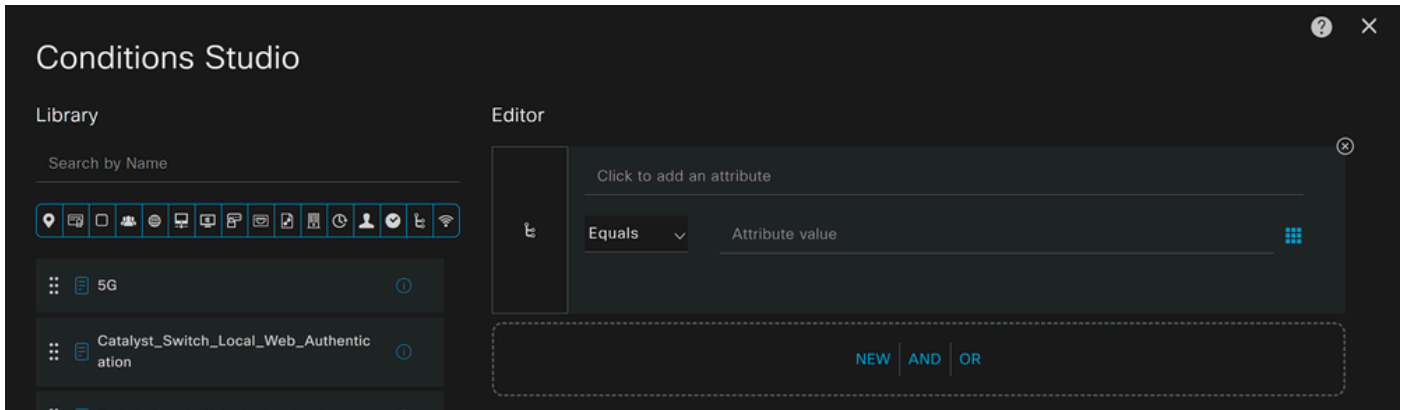 Conditions Studio
Library
Search by Name
5G
Catalyst_Switch_Local_Web_Authentic
ation
Editor
Click to add an attribute
Equals
Attribute value
NEW AND OR